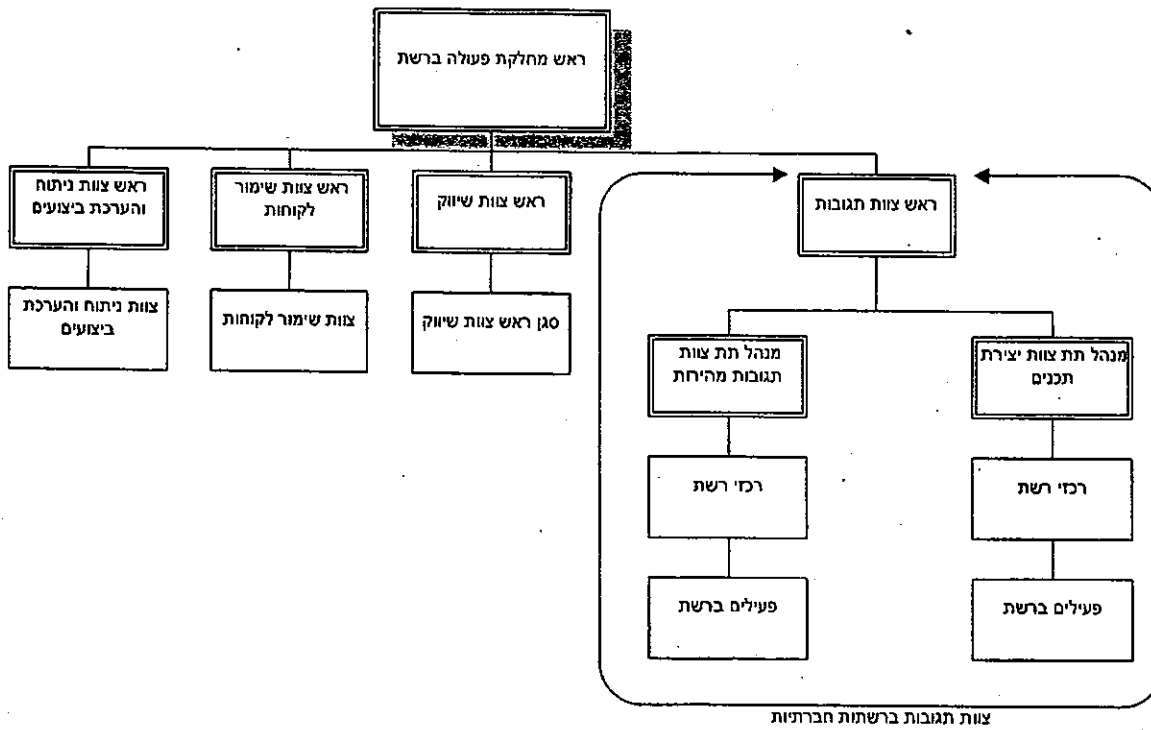 ראש מחלקת פעולה ברשת
ראש צוות תגובות
ראש צוות שיווק
ראש צוות שימור
לקוחות
ראש צוות ניתוח
והערכת ביצועים
סגן ראש צוות שיווק
צוות שימור לקוחות
צוות ניתוח והערכת
ביצועים
מנהל תת צוות יצירת
תכנים
מנהל תת צוות
תגובות מהירות
רכזי רשת
רכזי רשת
פעילים ברשת
פעילים ברשת
צוות תגובות ברשתות חברתיות